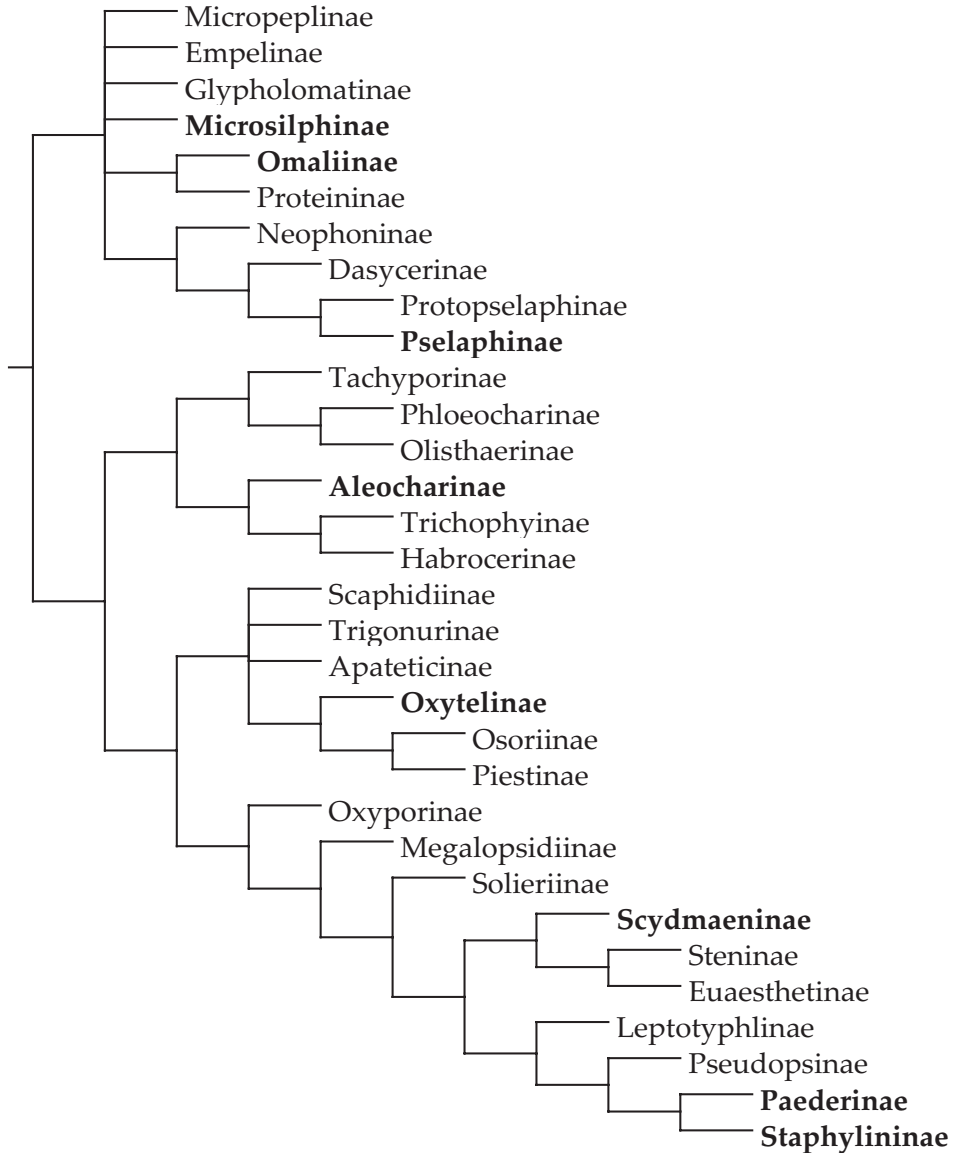 Micropeplinae
Empelinae
Glypholomatinae
Microsilphinae
Omaliinae
Proteininae
Neophoninae
Dasycerinae
Protopselaphinae
Pselaphinae
Tachyporinae
Phloeocharinae
Olisthaerinae
Aleocharinae
Trichophyinae
Habrocerinae
Scaphidiinae
Trigonurinae
Apateticinae
Oxytelinae
Osoriinae
Piestinae
Oxyporinae
Megalopsidiinae
Solieriinae
Scydmaeninae
Steninae
Euaesthetinae
Leptotyphlinae
Pseudopsinae
Paederinae
Staphylininae